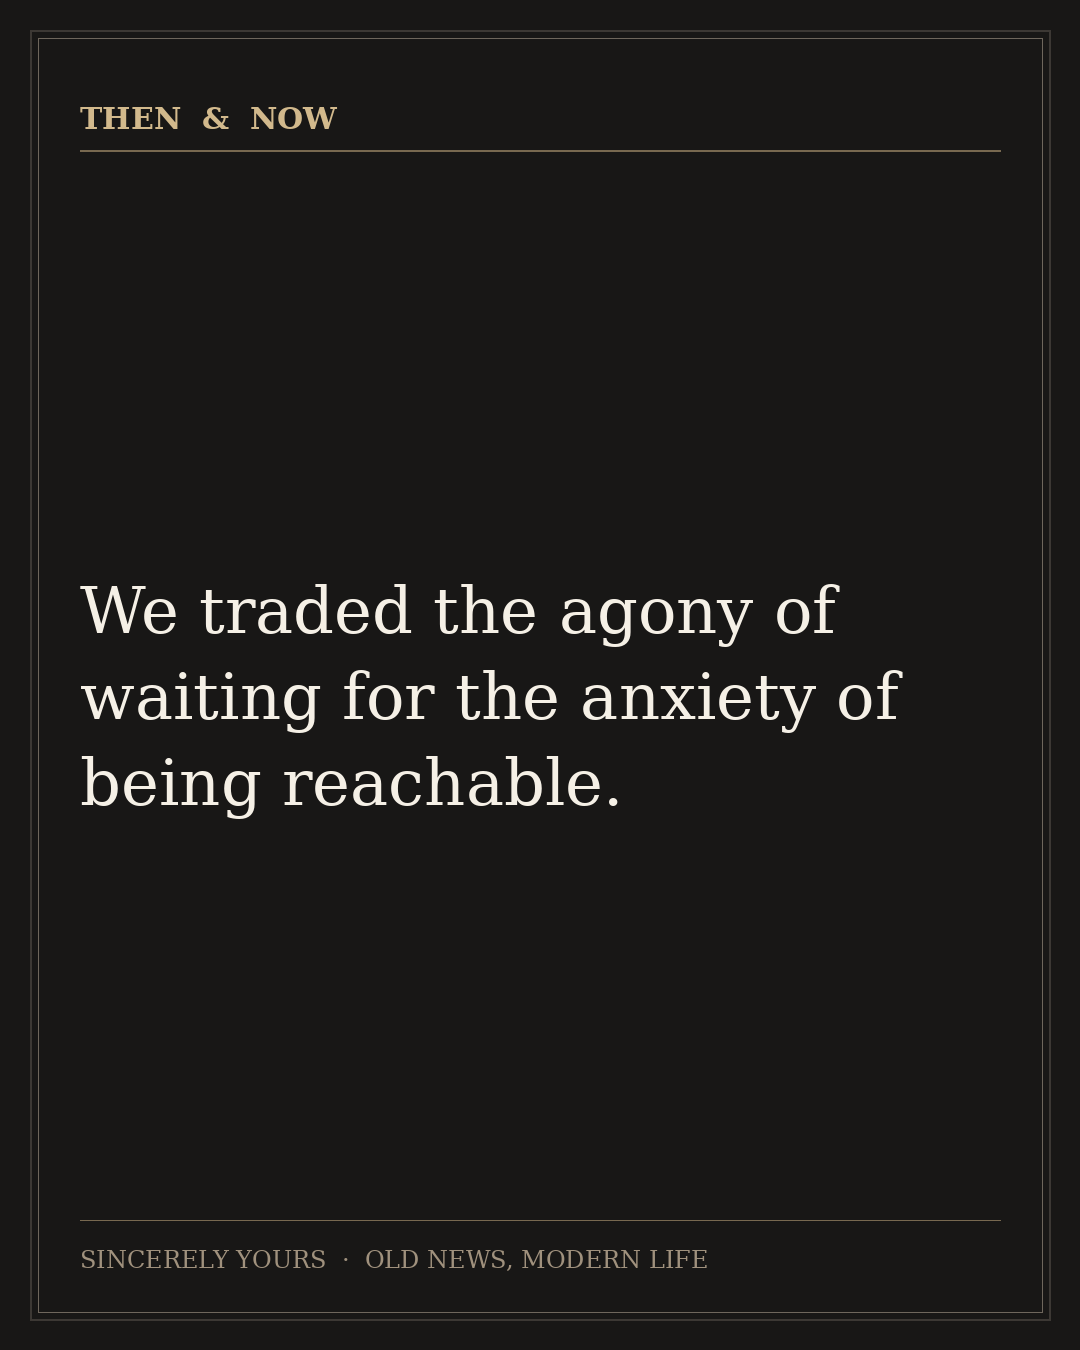 THEN & NOW
We traded the agony of
waiting for the anxiety of
being reachable.
SINCERELY YOURS · OLD NEWS, MODERN LIFE